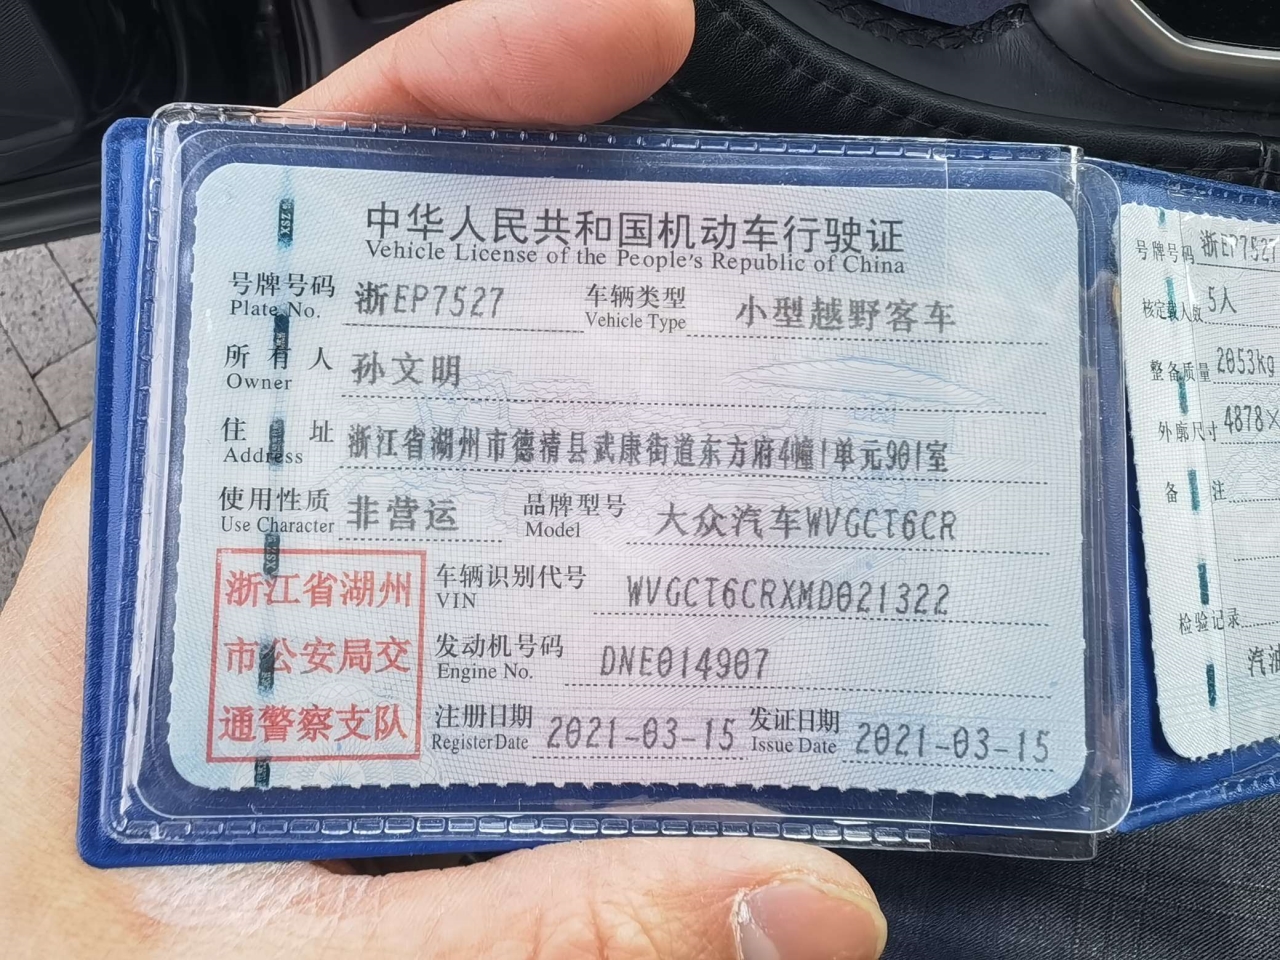 中华人民共和国机动车行驶证
Vehicle License of the People's Republic of China
号牌号码 浙EP7527 车辆类型 小型越野客车
Plate No. Vehicle Type
所有人 孙文明
Owner
住址 浙江省湖州市德清县武康街道东方府4幢1单元901室
Address
使用性质 非营运 品牌型号 大众汽车WVGCT6CR
Use Character Model
浙江省湖州
市公安局交
通警察支队
车辆识别代号 WVGCT6CRXMD021322
VIN
发动机号码 DNE014907
Engine No.
注册日期 2021-03-15 发证日期 2021-03-15
Register Date Issue Date
号牌号码 浙EP7527
核定载人数 5人
整备质量 2053kg
外廓尺寸 4878×
备注
检验记录
汽油